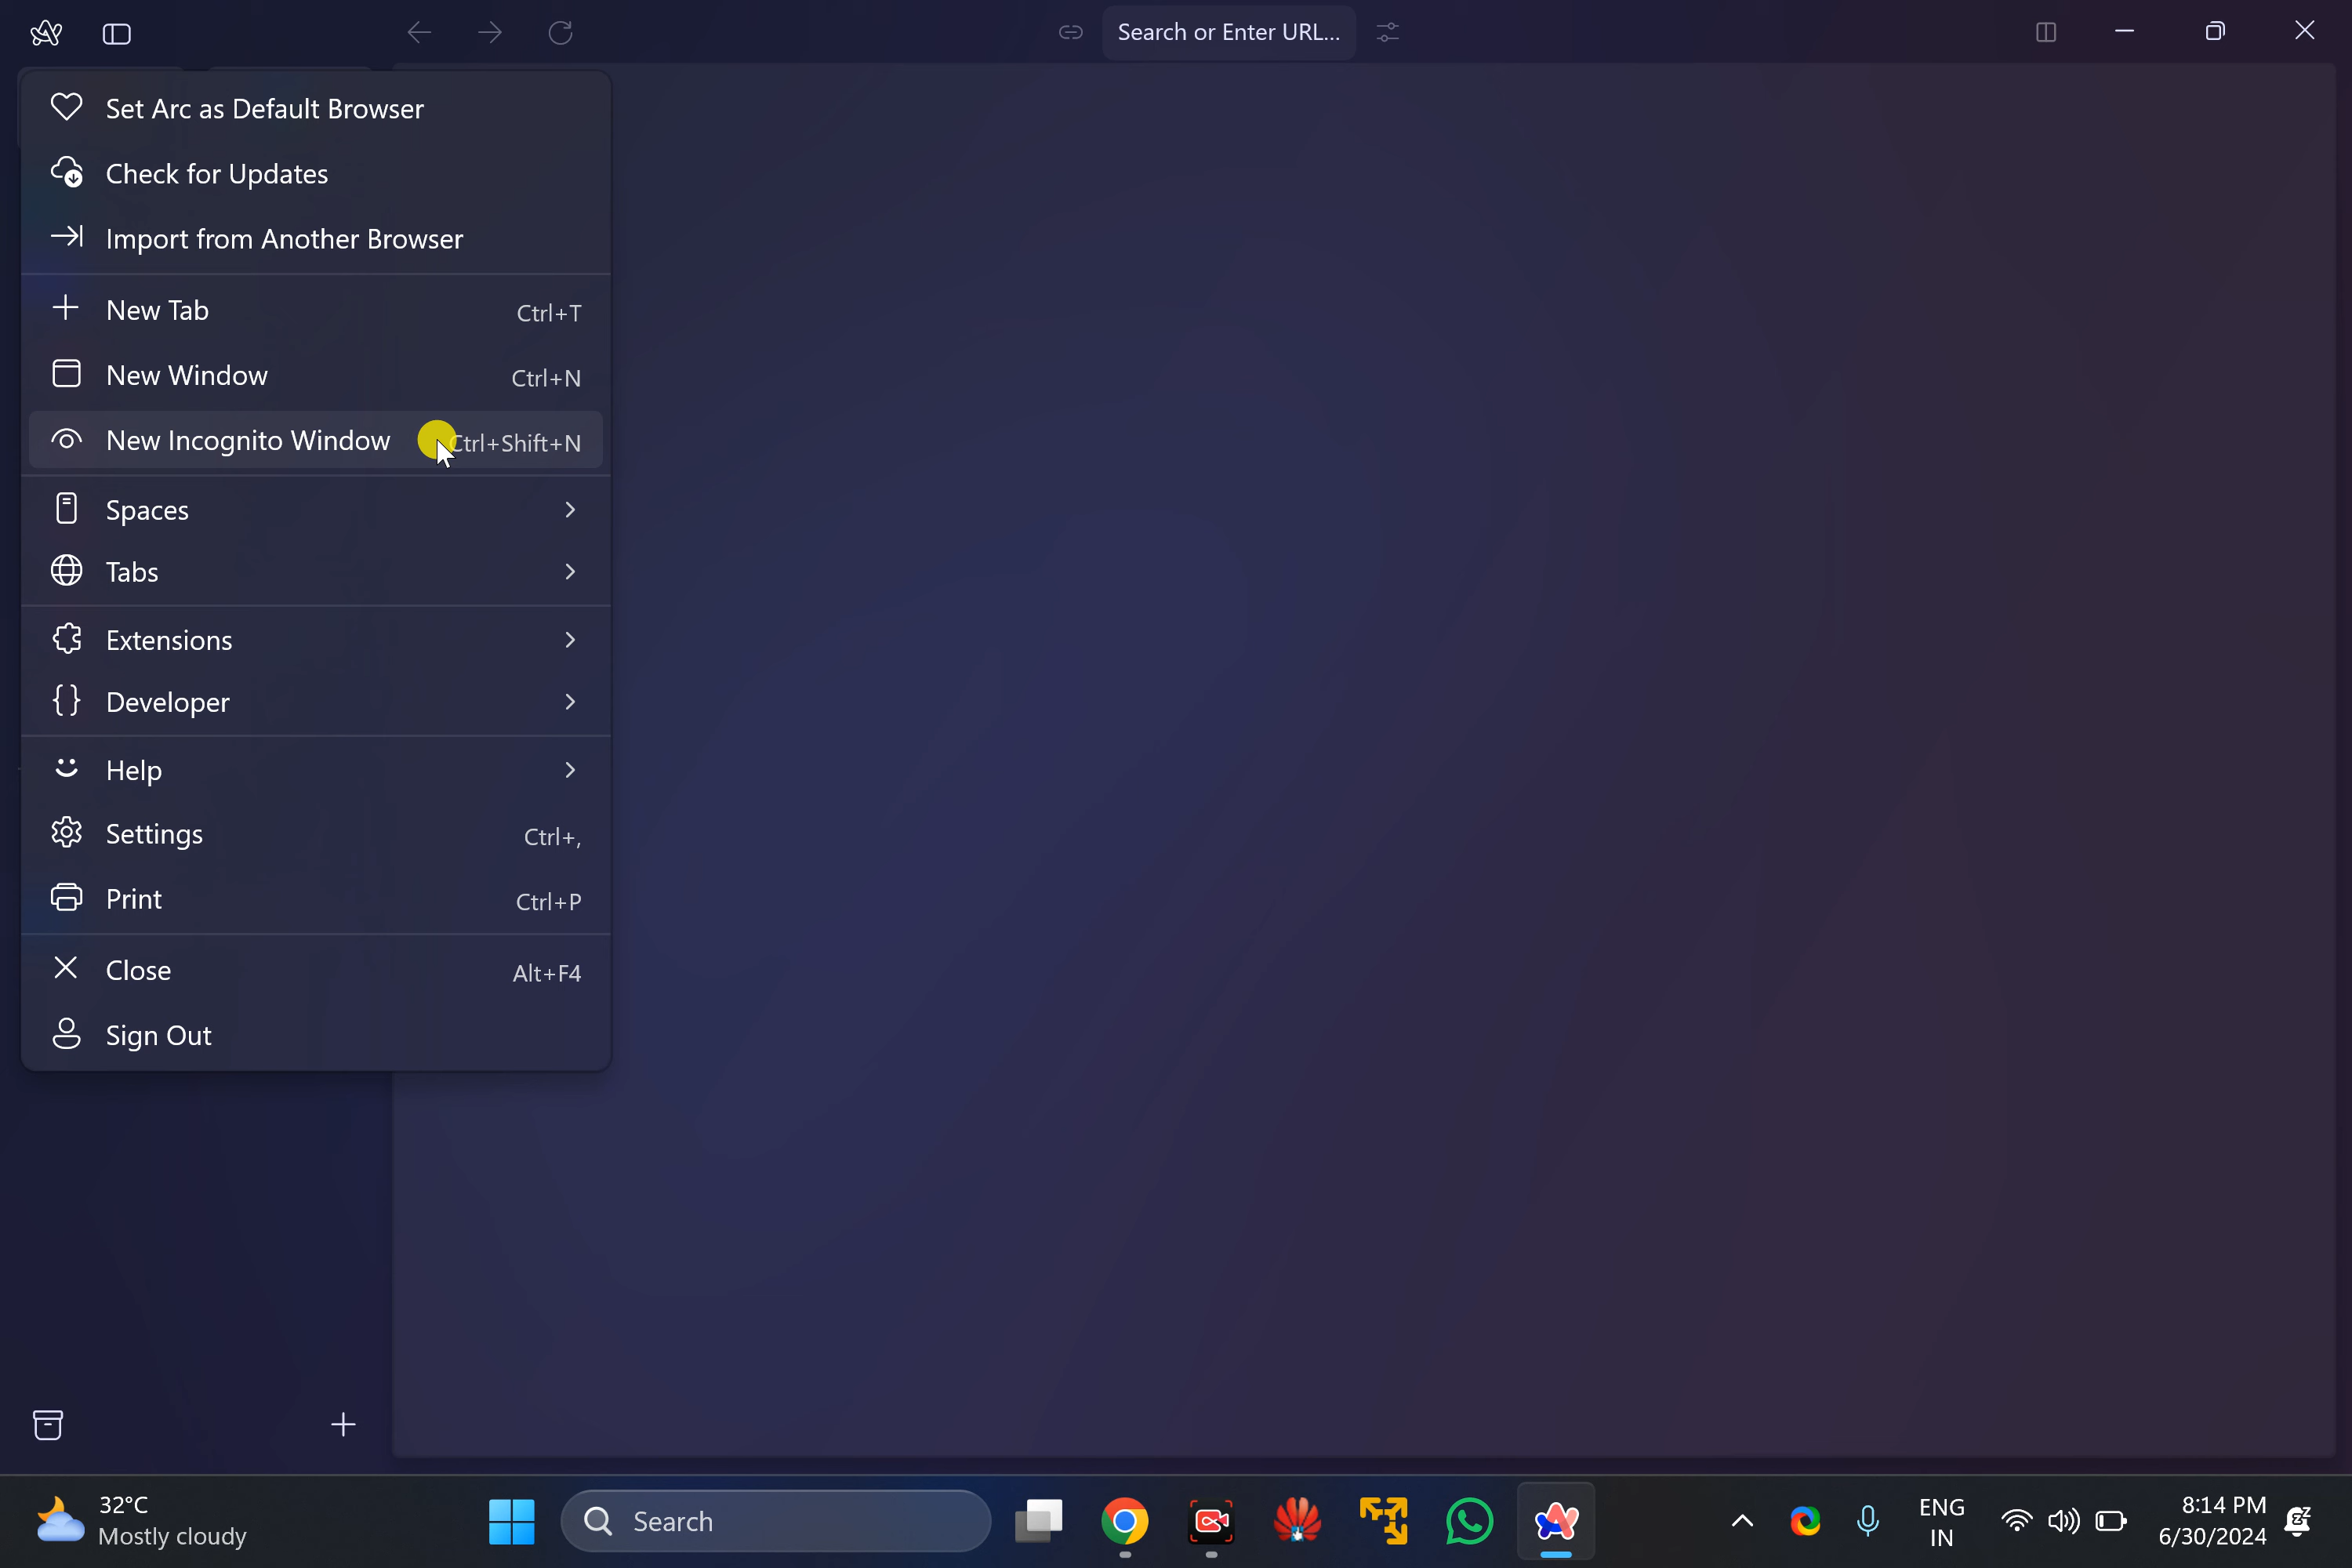 Search or Enter URL...
Set Arc as Default Browser
Check for Updates
Import from Another Browser
New Tab Ctrl+T
New Window Ctrl+N
New Incognito Window Ctrl+Shift+N
Spaces
Tabs
Extensions
Developer
Help
Settings Ctrl+,
Print Ctrl+P
Close Alt+F4
Sign Out
32°C
Mostly cloudy
Search
ENG
IN
8:14 PM
6/30/2024